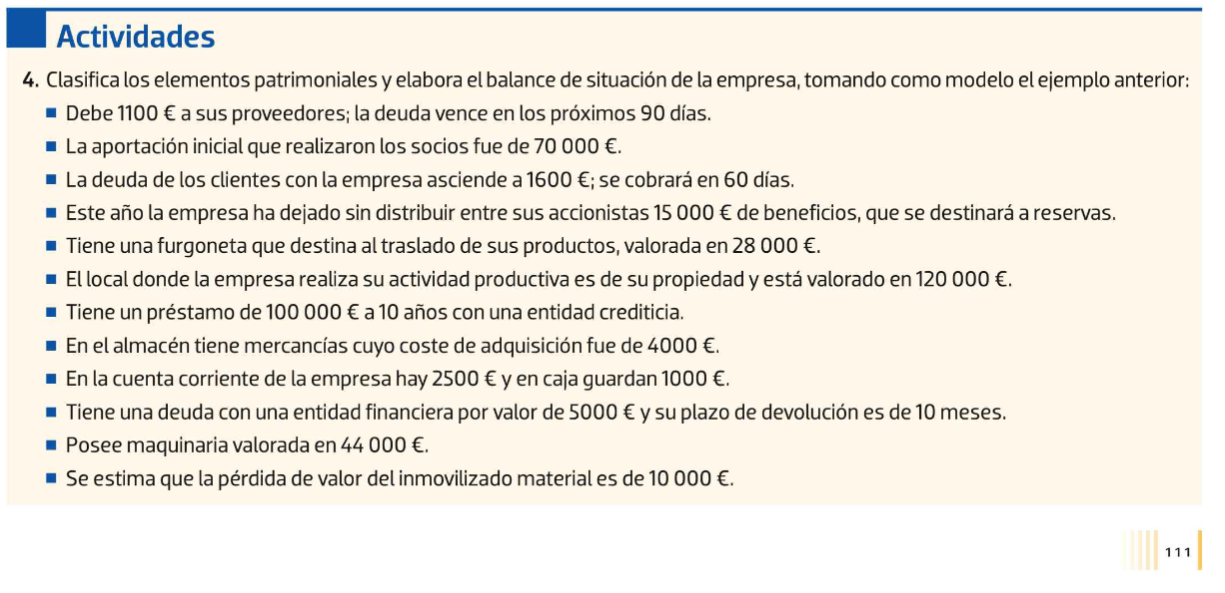 Actividades
4. Clasifica los elementos patrimoniales y elabora el balance de situación de la empresa, tomando como modelo el ejemplo anterior:
■ Debe 1100 € a sus proveedores; la deuda vence en los próximos 90 días.
■ La aportación inicial que realizaron los socios fue de 70 000 €.
■ La deuda de los clientes con la empresa asciende a 1600 €; se cobrará en 60 días.
■ Este año la empresa ha dejado sin distribuir entre sus accionistas 15 000 € de beneficios, que se destinará a reservas.
■ Tiene una furgoneta que destina al traslado de sus productos, valorada en 28 000 €.
■ El local donde la empresa realiza su actividad productiva es de su propiedad y está valorado en 120 000 €.
■ Tiene un préstamo de 100 000 € a 10 años con una entidad crediticia.
■ En el almacén tiene mercancías cuyo coste de adquisición fue de 4000 €.
■ En la cuenta corriente de la empresa hay 2500 € y en caja guardan 1000 €.
■ Tiene una deuda con una entidad financiera por valor de 5000 € y su plazo de devolución es de 10 meses.
■ Posee maquinaria valorada en 44 000 €.
■ Se estima que la pérdida de valor del inmovilizado material es de 10 000 €.
111